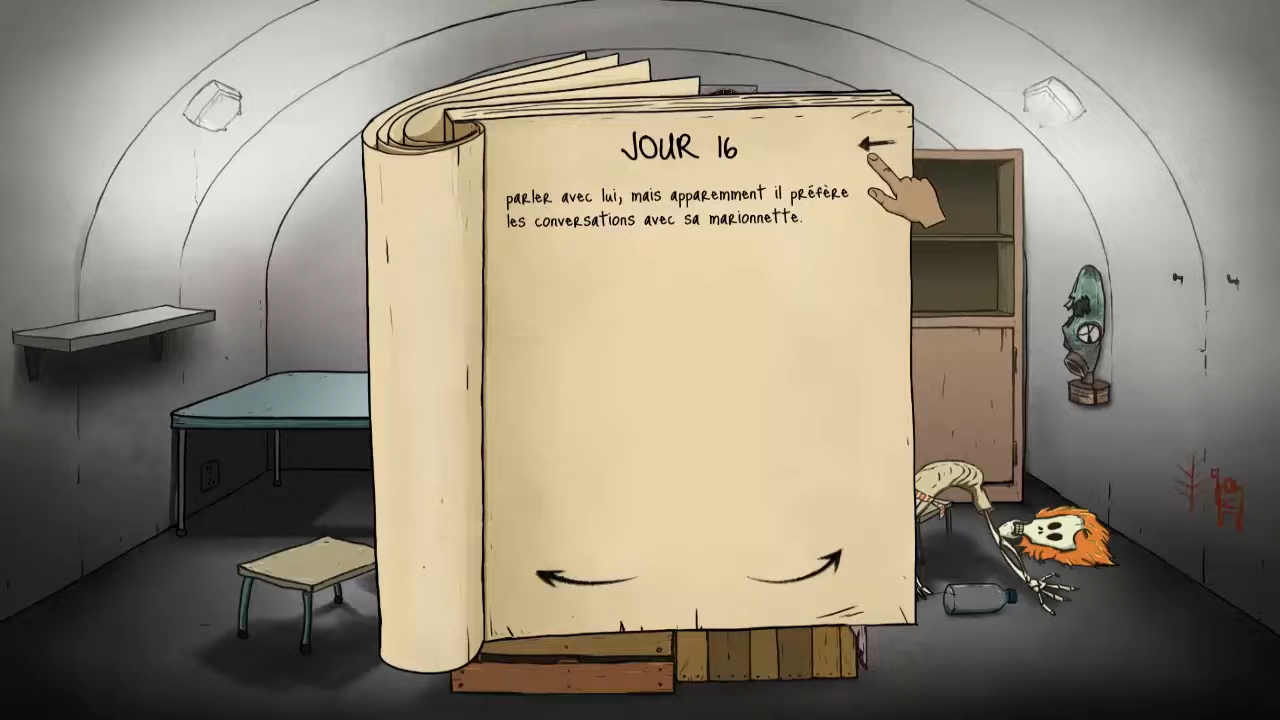 JOUR 16
parler avec lui, mais apparemment il préfère
les conversations avec sa marionnette.